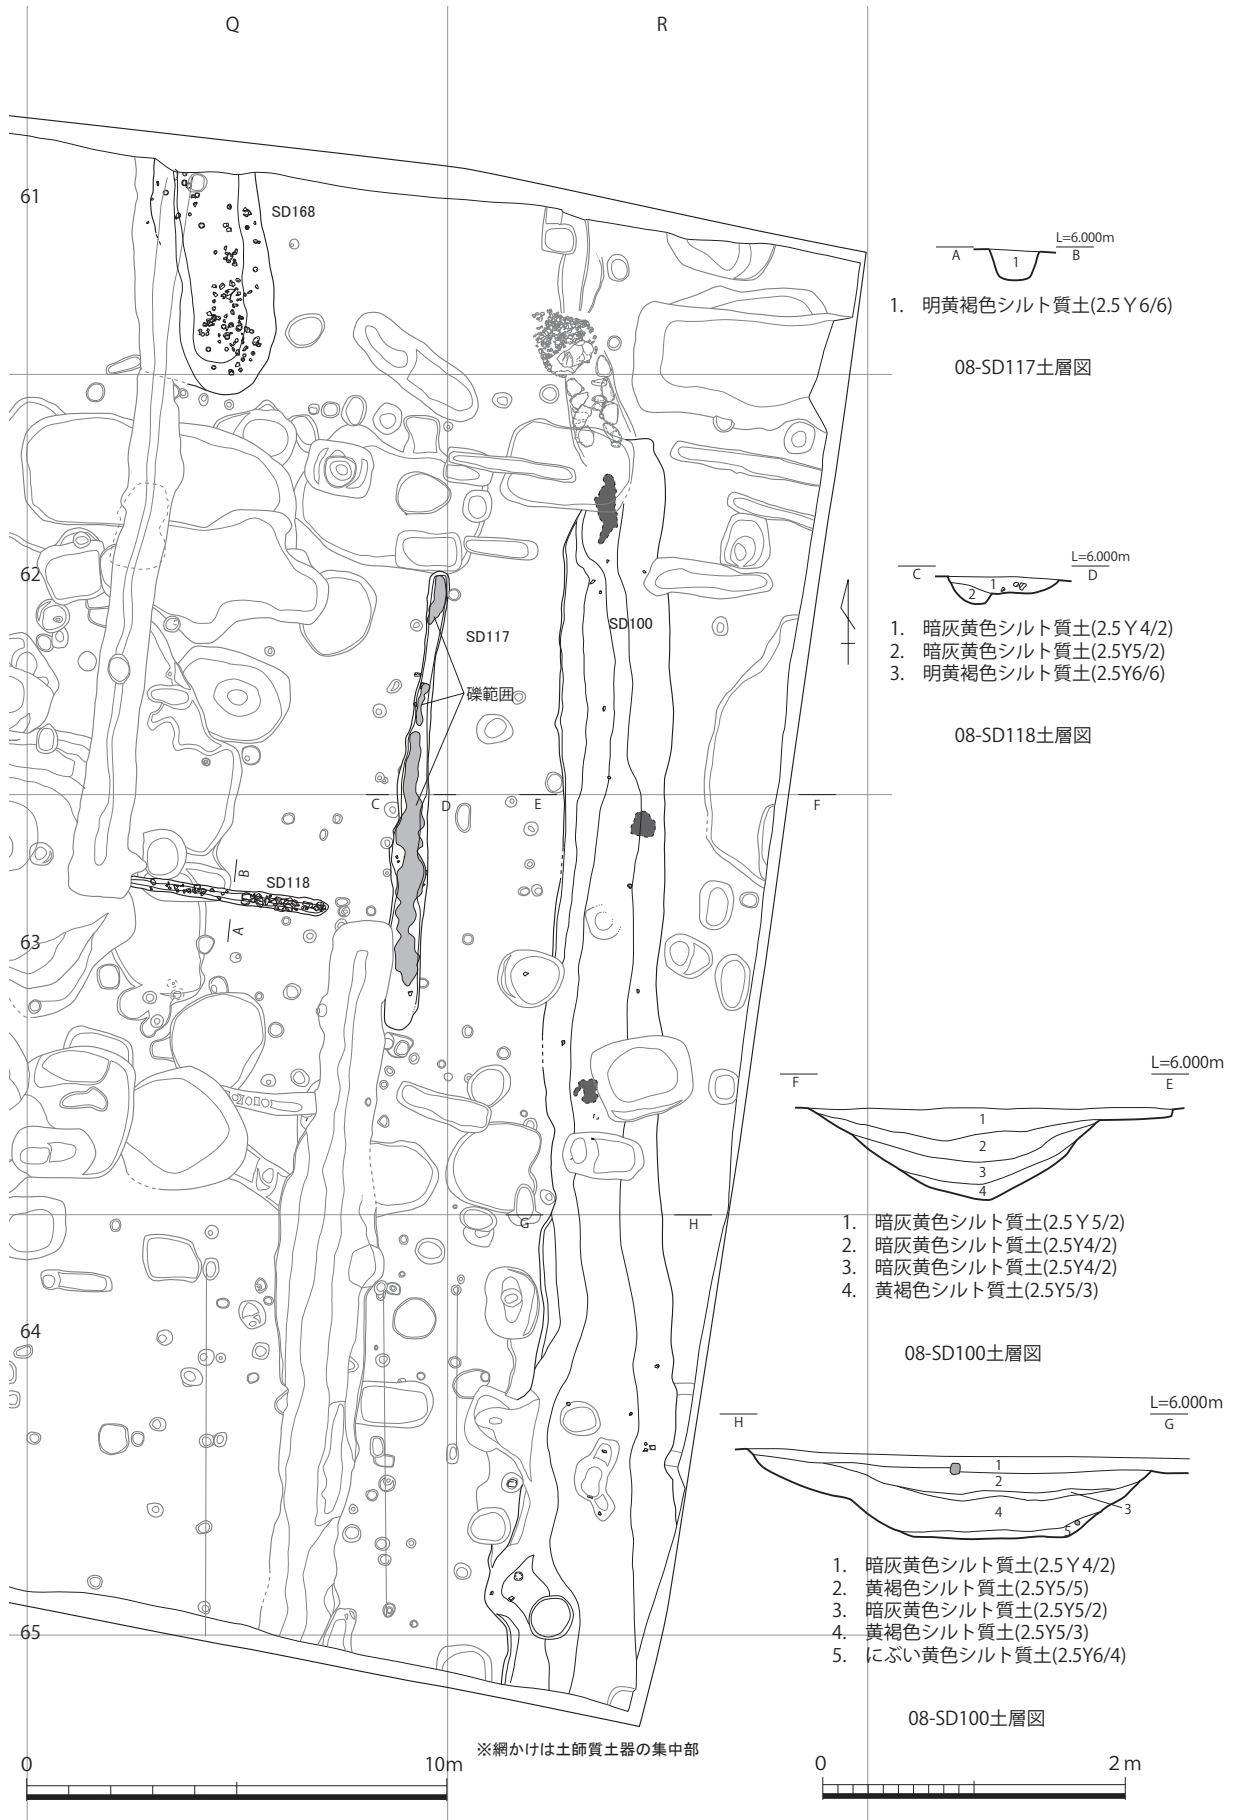 Q
R
61
SD168
L=6.000m
A
B
1
1. 明黄褐色シルト質土(2.5Y6/6)
08-SD117土層図
62
SD117
SD100
礫範囲
L=6.000m
C
D
1
2
1. 暗灰黄色シルト質土(2.5Y4/2)
2. 暗灰黄色シルト質土(2.5Y5/2)
3. 明黄褐色シルト質土(2.5Y6/6)
08-SD118土層図
C
D
E
F
B
SD118
A
63
L=6.000m
F
E
1
2
3
4
1. 暗灰黄色シルト質土(2.5Y5/2)
2. 暗灰黄色シルト質土(2.5Y4/2)
3. 暗灰黄色シルト質土(2.5Y4/2)
4. 黄褐色シルト質土(2.5Y5/3)
08-SD100土層図
G
H
64
L=6.000m
H
G
1
2
3
4
5
1. 暗灰黄色シルト質土(2.5Y4/2)
2. 黄褐色シルト質土(2.5Y5/5)
3. 暗灰黄色シルト質土(2.5Y5/2)
4. 黄褐色シルト質土(2.5Y5/3)
5. にぶい黄色シルト質土(2.5Y6/4)
08-SD100土層図
65
※網かけは土師質土器の集中部
0
10m
0
2m